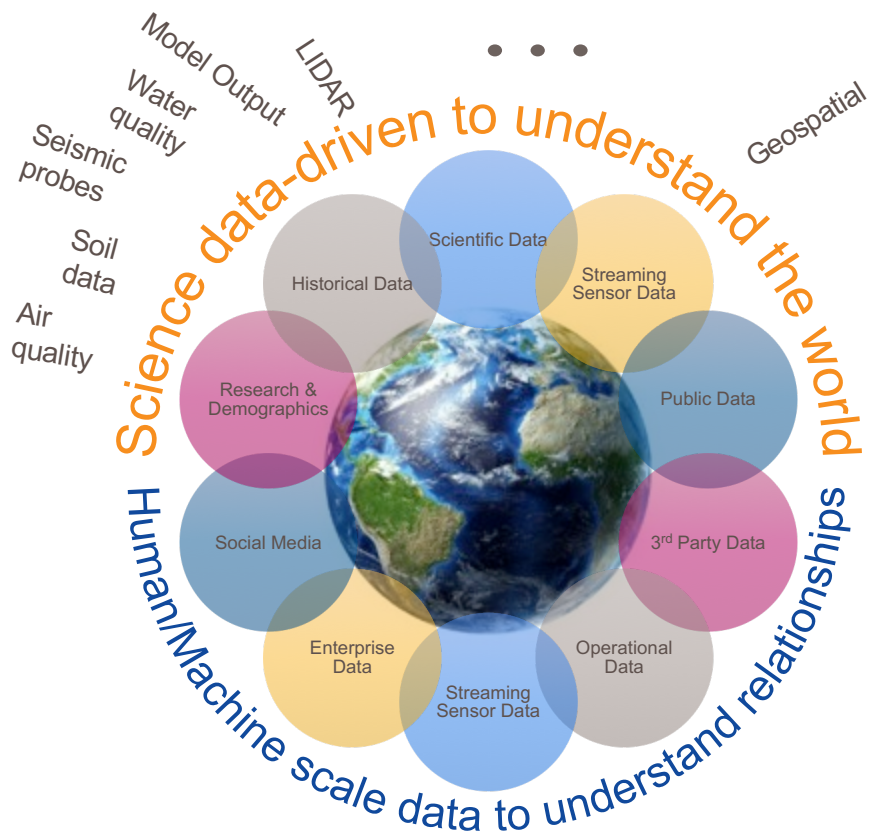 Model Output
LIDAR
• • •
Water
quality
Geospatial
Seismic
probes
Soil
data
Air
quality
Science data-driven to understand the world
Scientific Data
Historical Data
Streaming
Sensor Data
Research &
Demographics
Public Data
Social Media
3rd Party Data
Enterprise
Data
Operational
Data
Streaming
Sensor Data
Human/Machine scale data to understand relationships